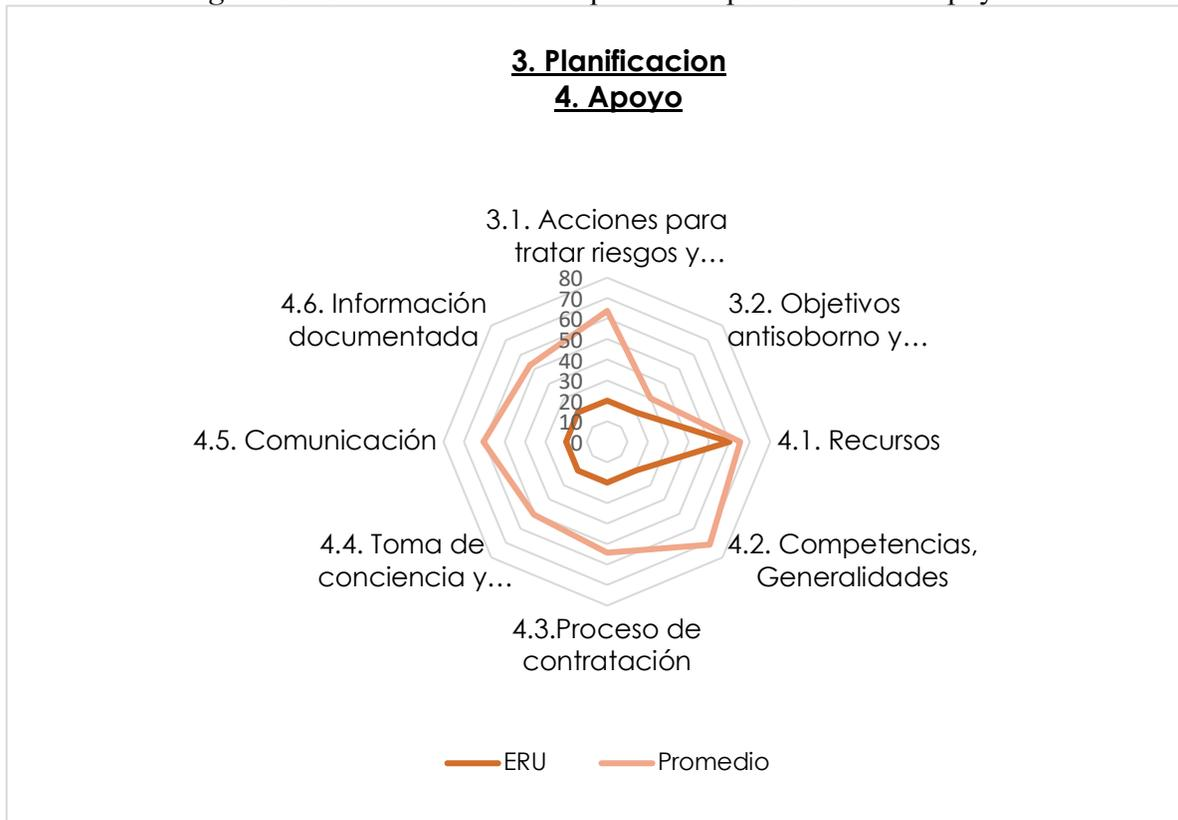 3. Planificacion
4. Apoyo
3.1. Acciones para
tratar riesgos y...
80
70
60
50
40
30
20
10
0
4.6. Información
documentada
3.2. Objetivos
antisoborno y...
4.5. Comunicación
4.1. Recursos
4.4. Toma de
conciencia y...
4.2. Competencias,
Generalidades
4.3.Proceso de
contratación
ERU
Promedio